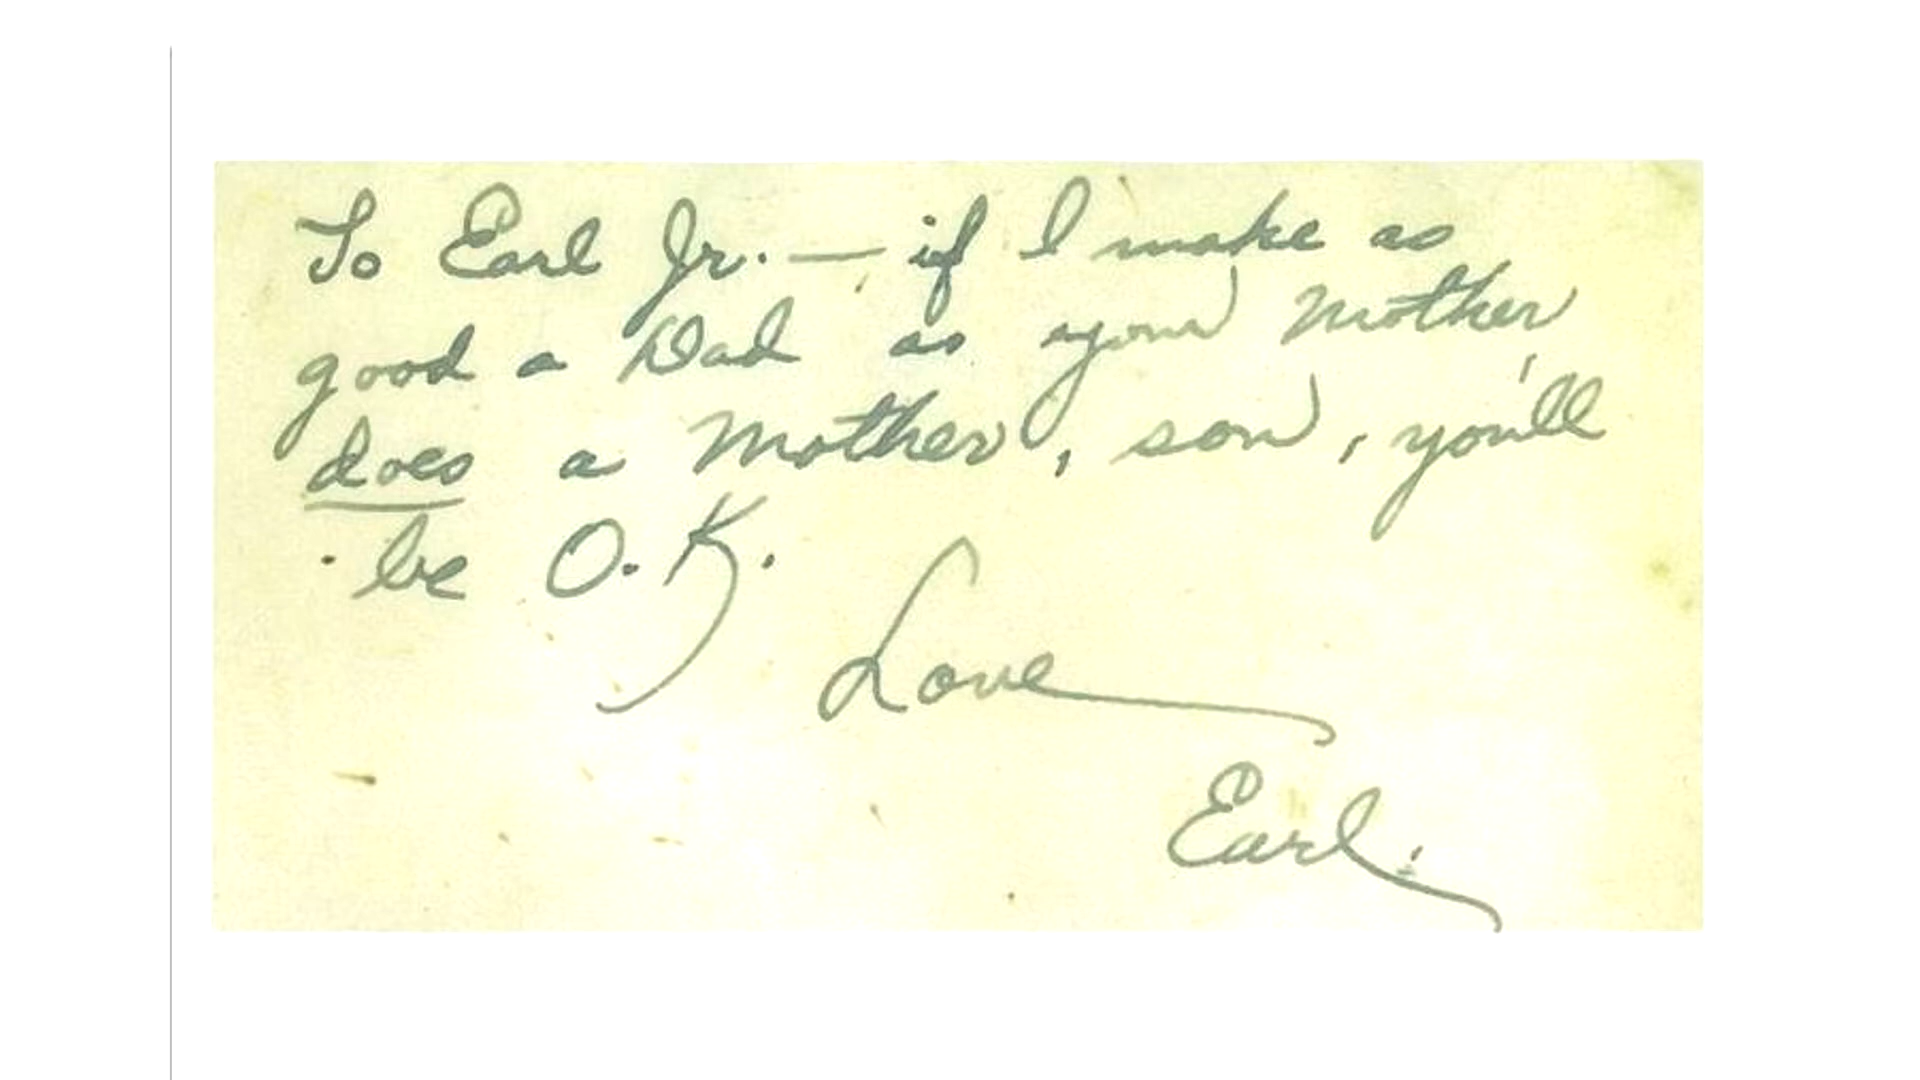 To Earl Jr. — if I make as
good a Dad as your Mother
does a Mother, son, you'll
be O.K.
Love
Earl.